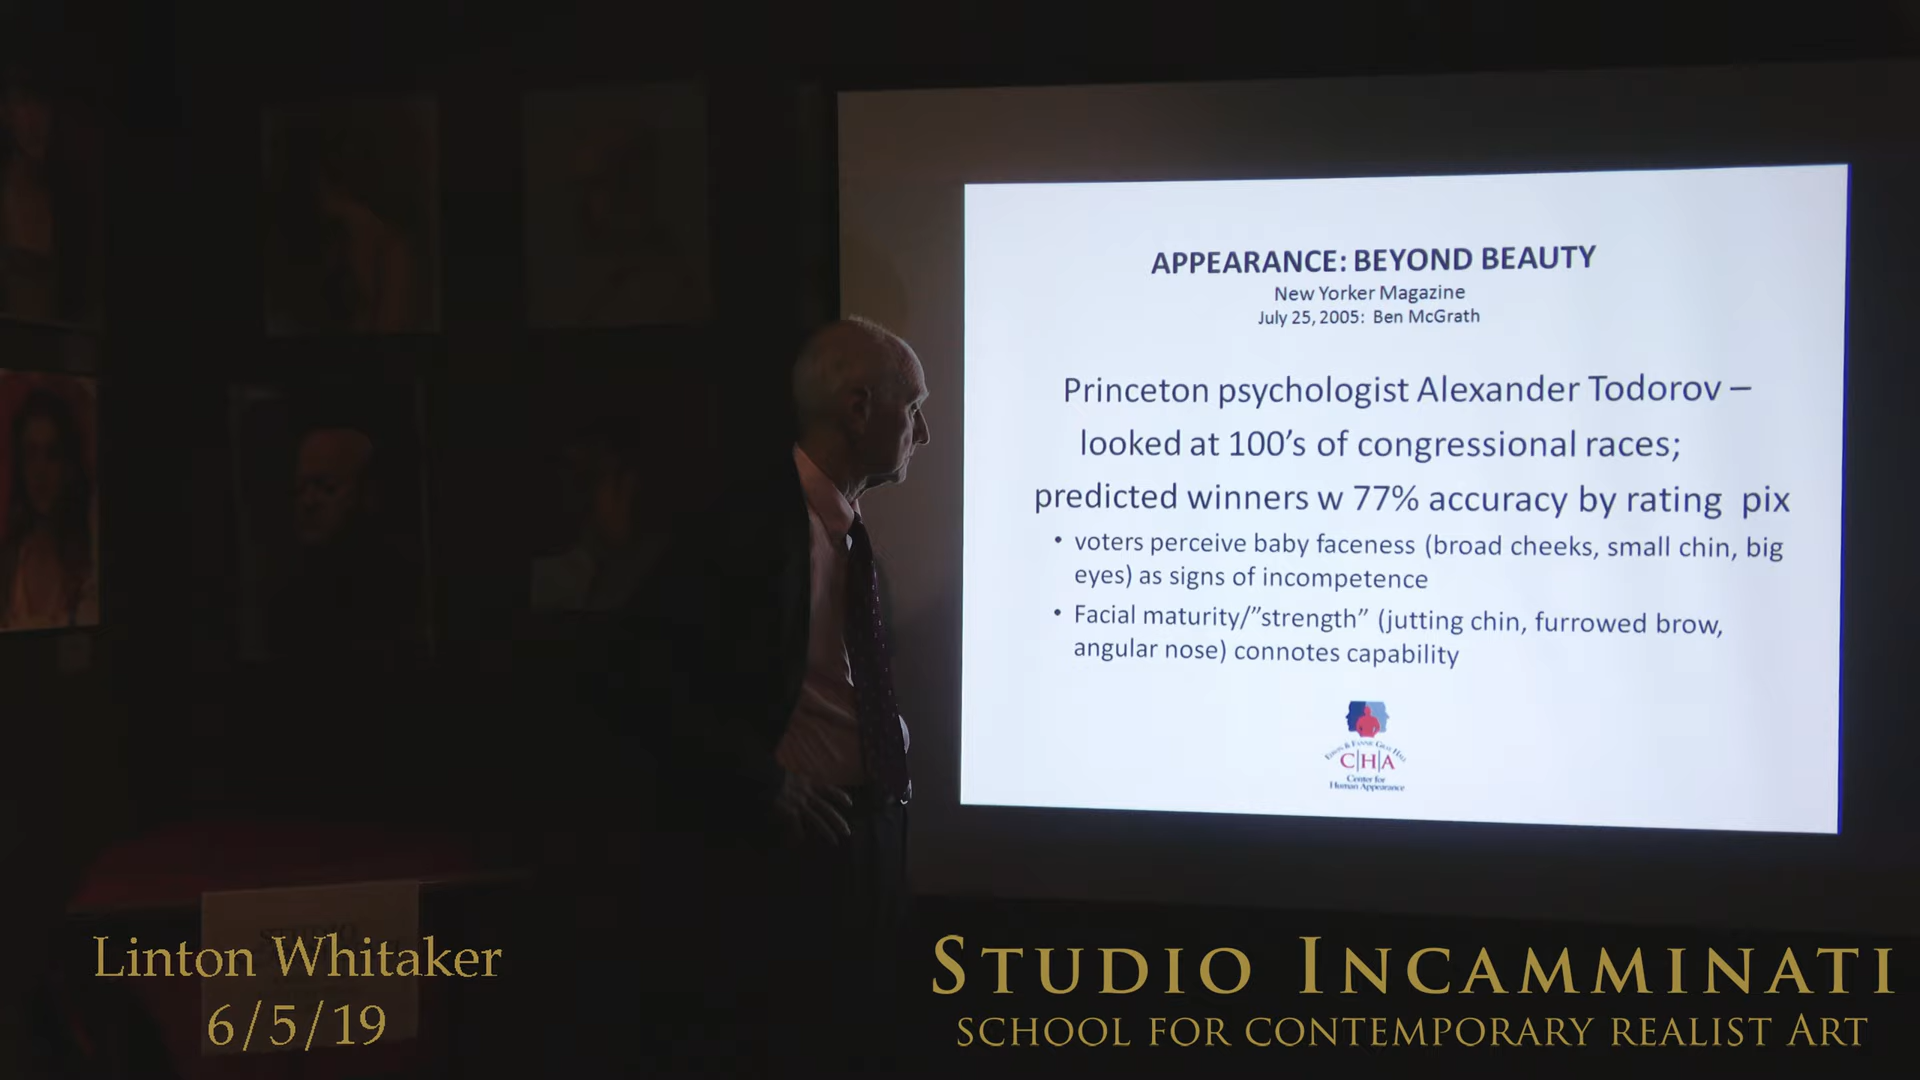 APPEARANCE: BEYOND BEAUTY
New Yorker Magazine
July 25, 2005: Ben McGrath
Princeton psychologist Alexander Todorov –
looked at 100’s of congressional races;
predicted winners w 77% accuracy by rating pix
• voters perceive baby faceness (broad cheeks, small chin, big
eyes) as signs of incompetence
• Facial maturity/”strength” (jutting chin, furrowed brow,
angular nose) connotes capability
C|H|A
Center for
Human Appearance
Linton Whitaker
6/5/19
STUDIO INCAMMINATI
SCHOOL FOR CONTEMPORARY REALIST ART